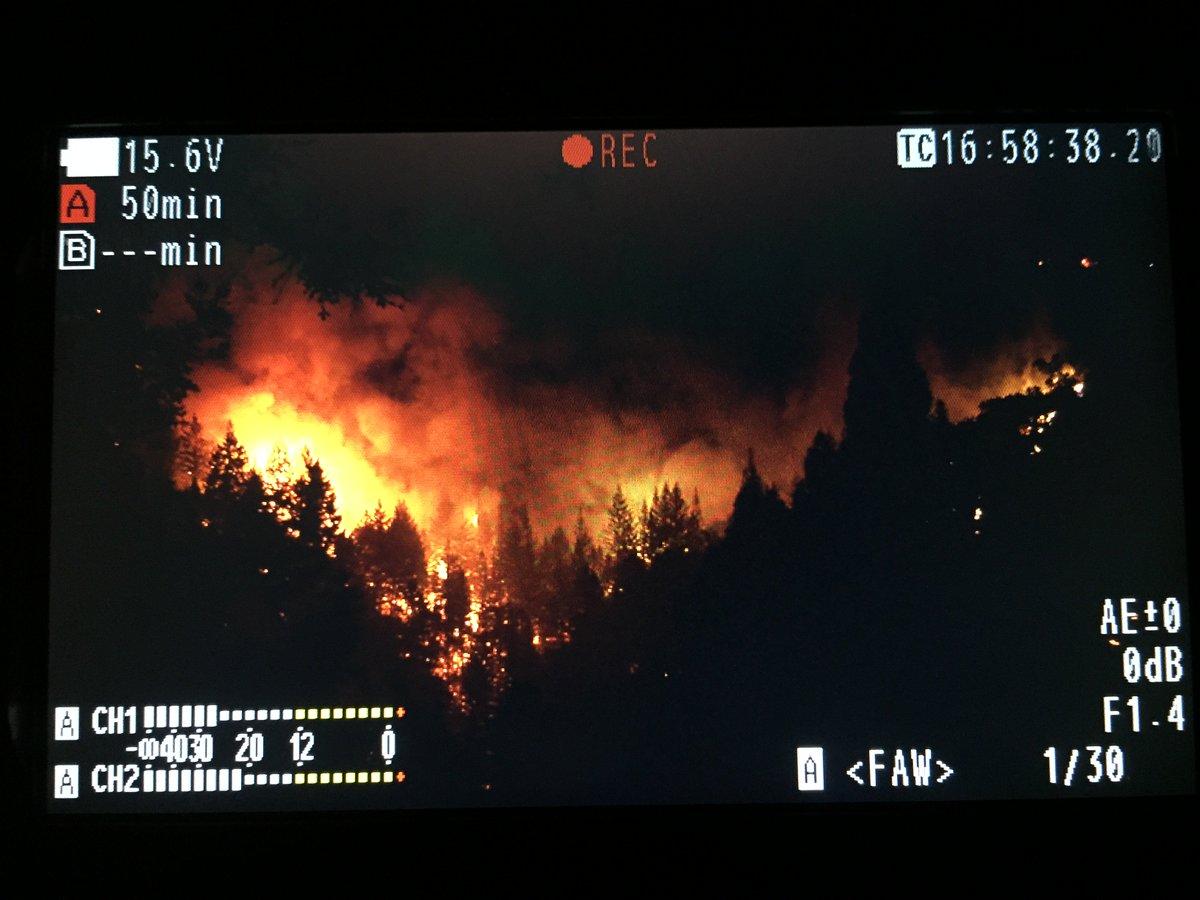 15.6V
●REC
TC 16:58:38.20
A 50min
B ---min
AE±0
0dB
F1.4
A CH1
-∞ 40 30 20 12 0
A CH2
A <FAW> 1/30